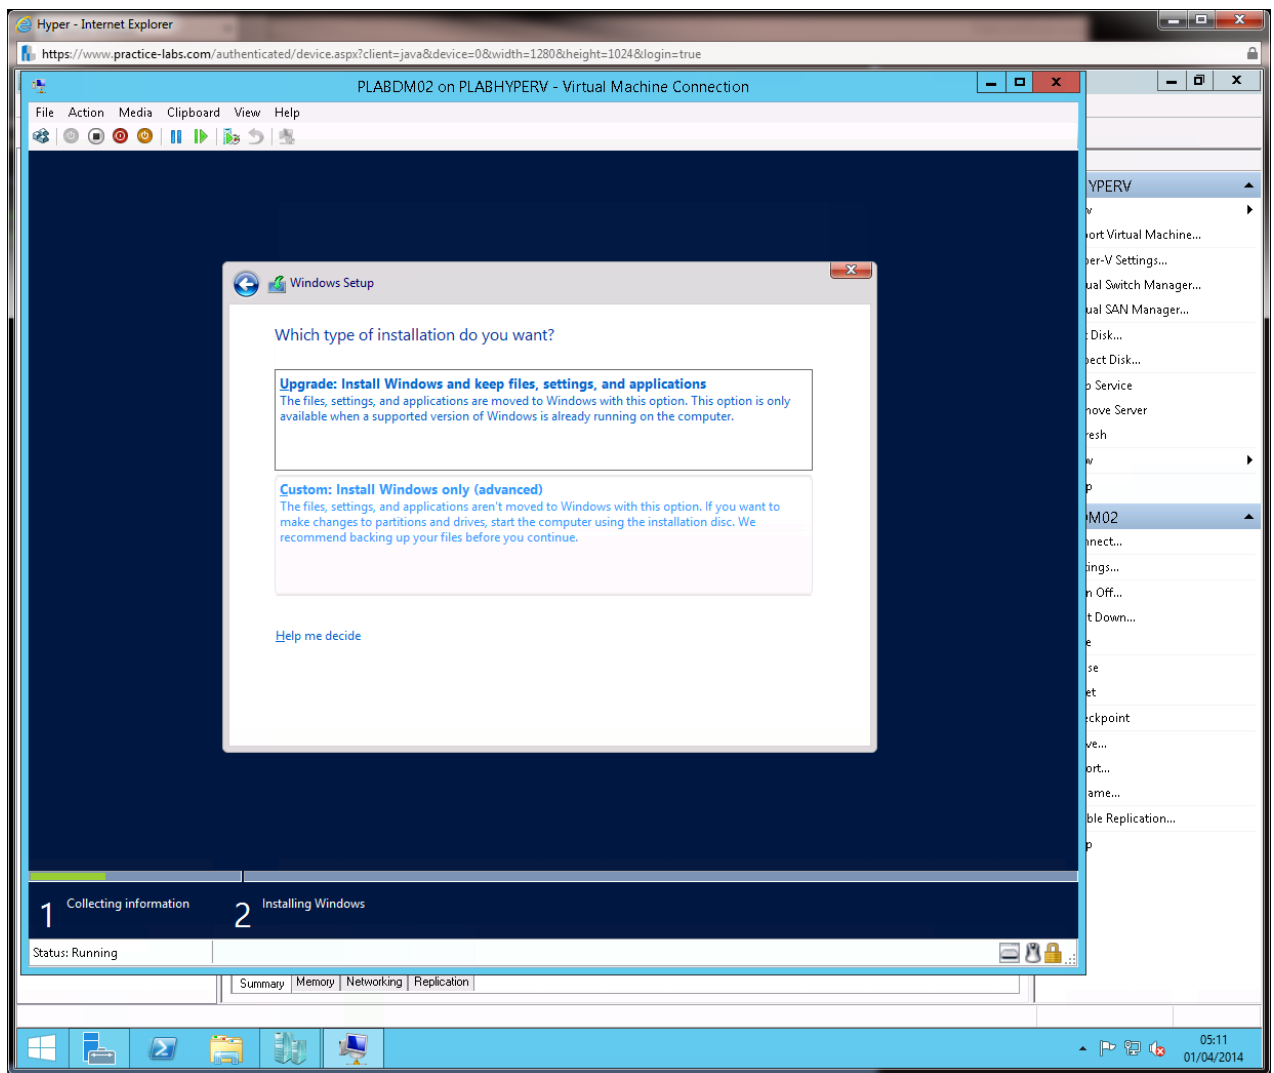 Hyper - Internet Explorer
https://www.practice-labs.com/authenticated/device.aspx?client=java&device=0&width=1280&height=1024&login=true
PLABDM02 on PLABHYPERV - Virtual Machine Connection
File Action Media Clipboard View Help
YPERV
ort Virtual Machine...
er-V Settings...
ual Switch Manager...
ual SAN Manager...
Disk...
pect Disk...
p Service
nove Server
resh
w
p
M02
nnect...
tings...
n Off...
t Down...
e
se
et
eckpoint
ve...
ort...
ame...
ble Replication...
p
Windows Setup
Which type of installation do you want?
Upgrade: Install Windows and keep files, settings, and applications
The files, settings, and applications are moved to Windows with this option. This option is only
available when a supported version of Windows is already running on the computer.
Custom: Install Windows only (advanced)
The files, settings, and applications aren't moved to Windows with this option. If you want to
make changes to partitions and drives, start the computer using the installation disc. We
recommend backing up your files before you continue.
Help me decide
1 Collecting information
2 Installing Windows
Status: Running
Summary Memory Networking Replication
05:11
01/04/2014